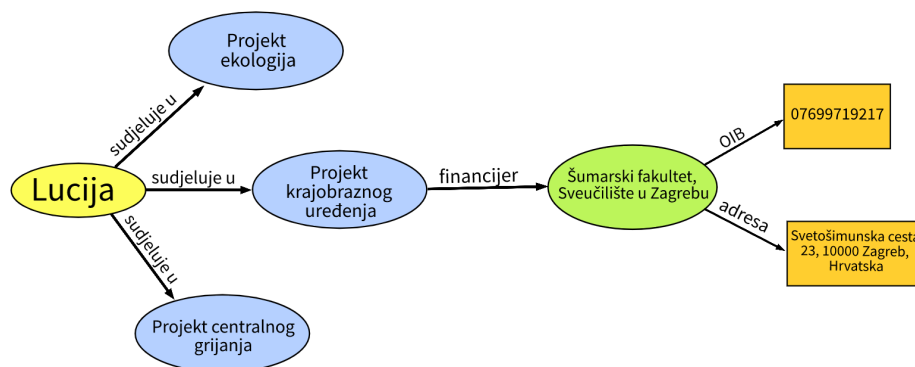 Projekt
ekologija
sudjeluje u
07699719217
OIB
Lucija
sudjeluje u
Projekt
krajobraznog
uređenja
financijer
Šumarski fakultet,
Sveučilište u Zagrebu
adresa
Svetošimunska cesta
23, 10000 Zagreb,
Hrvatska
sudjeluje u
Projekt centralnog
grijanja